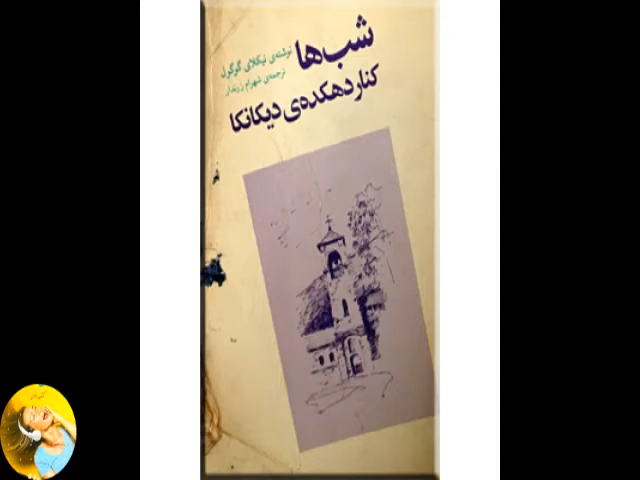 شب‌ها
نوشته‌ی نیکلای گوگول
ترجمه‌ی شهرام زرندار
کنار دهکده‌ی دیکانکا